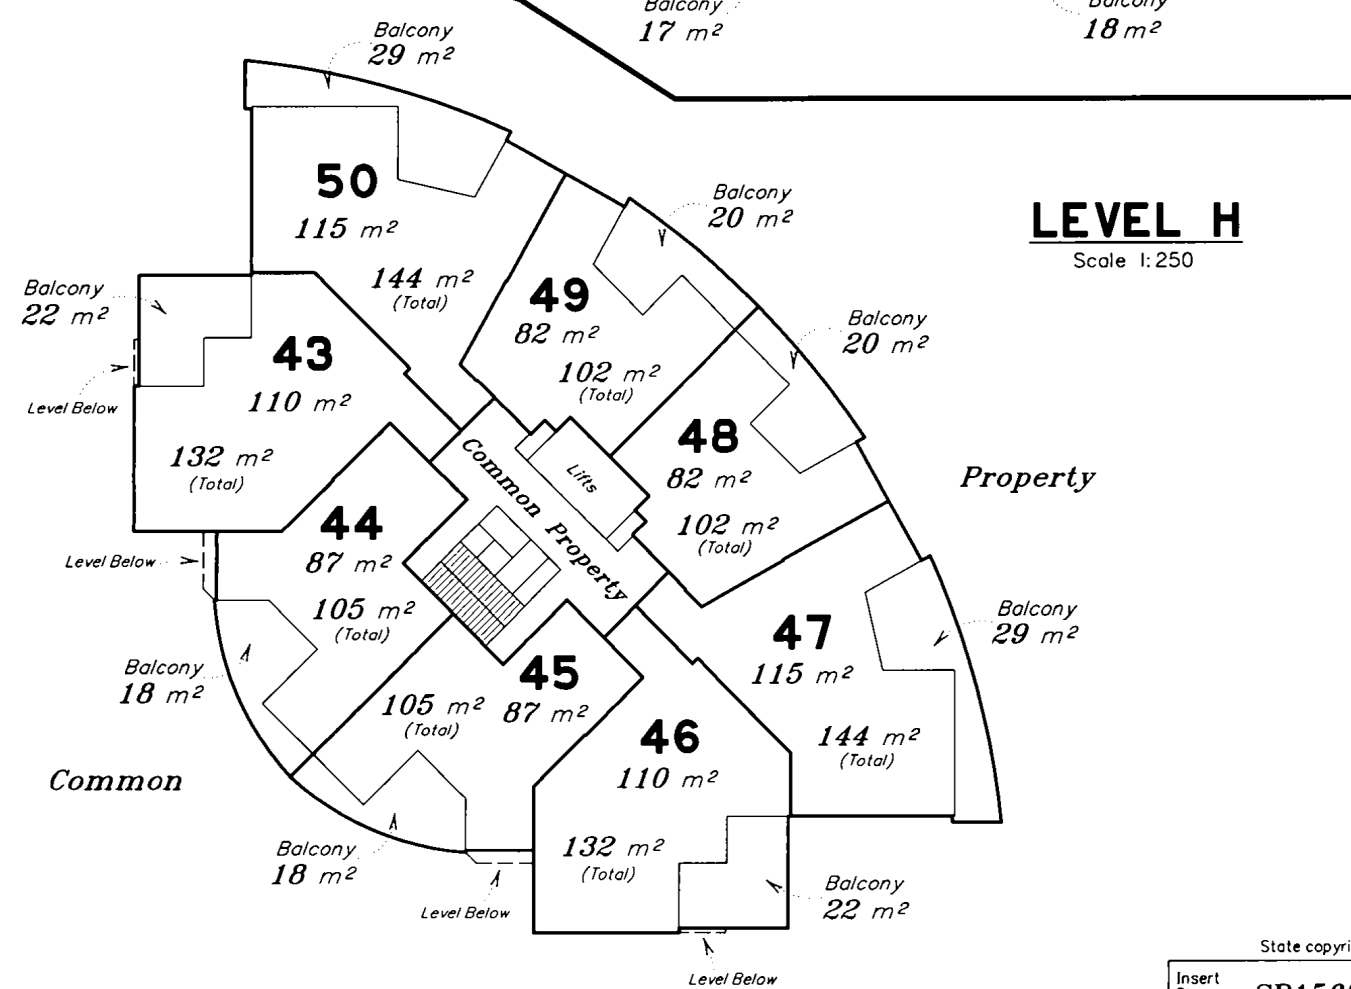 Balcony
17 m²
Balcony
18 m²
Balcony
29 m²
50
115 m²
144 m²
(Total)
Balcony
20 m²
LEVEL H
Scale 1:250
Balcony
22 m²
Level Below
43
110 m²
132 m²
(Total)
49
82 m²
102 m²
(Total)
Balcony
20 m²
48
82 m²
102 m²
(Total)
Lifts
Common Property
Property
44
87 m²
105 m²
(Total)
Level Below
Balcony
18 m²
Common
45
87 m²
105 m²
(Total)
47
115 m²
144 m²
(Total)
Balcony
29 m²
46
110 m²
132 m²
(Total)
Balcony
18 m²
Level Below
Balcony
22 m²
Level Below
State copyri
Insert